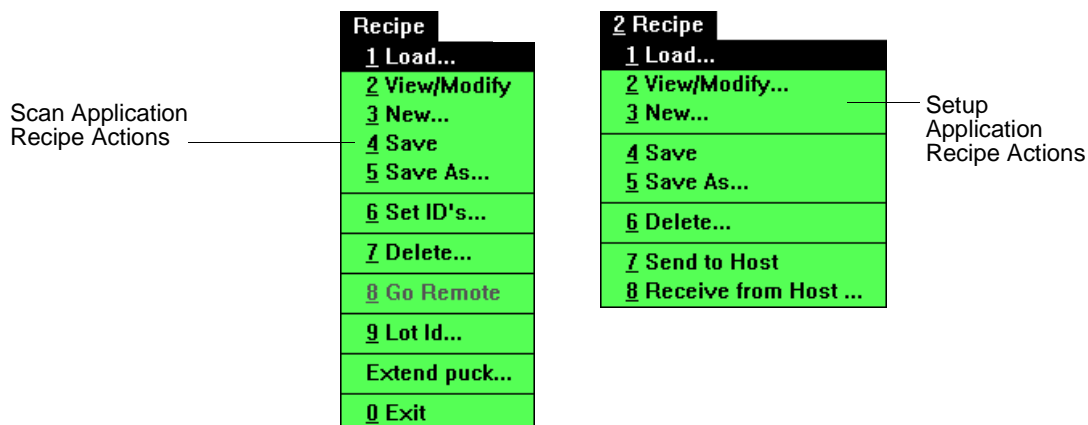 Scan Application
Recipe Actions
Recipe
1 Load...
2 View/Modify
3 New...
4 Save
5 Save As...
6 Set ID's...
7 Delete...
8 Go Remote
9 Lot Id...
Extend puck...
0 Exit
2 Recipe
1 Load...
2 View/Modify...
3 New...
4 Save
5 Save As...
6 Delete...
7 Send to Host
8 Receive from Host ...
Setup
Application
Recipe Actions